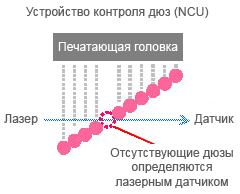 Устройство контроля дюз (NCU)
Печатающая головка
Лазер
Датчик
Отсутствующие дюзы
определяются
лазерным датчиком